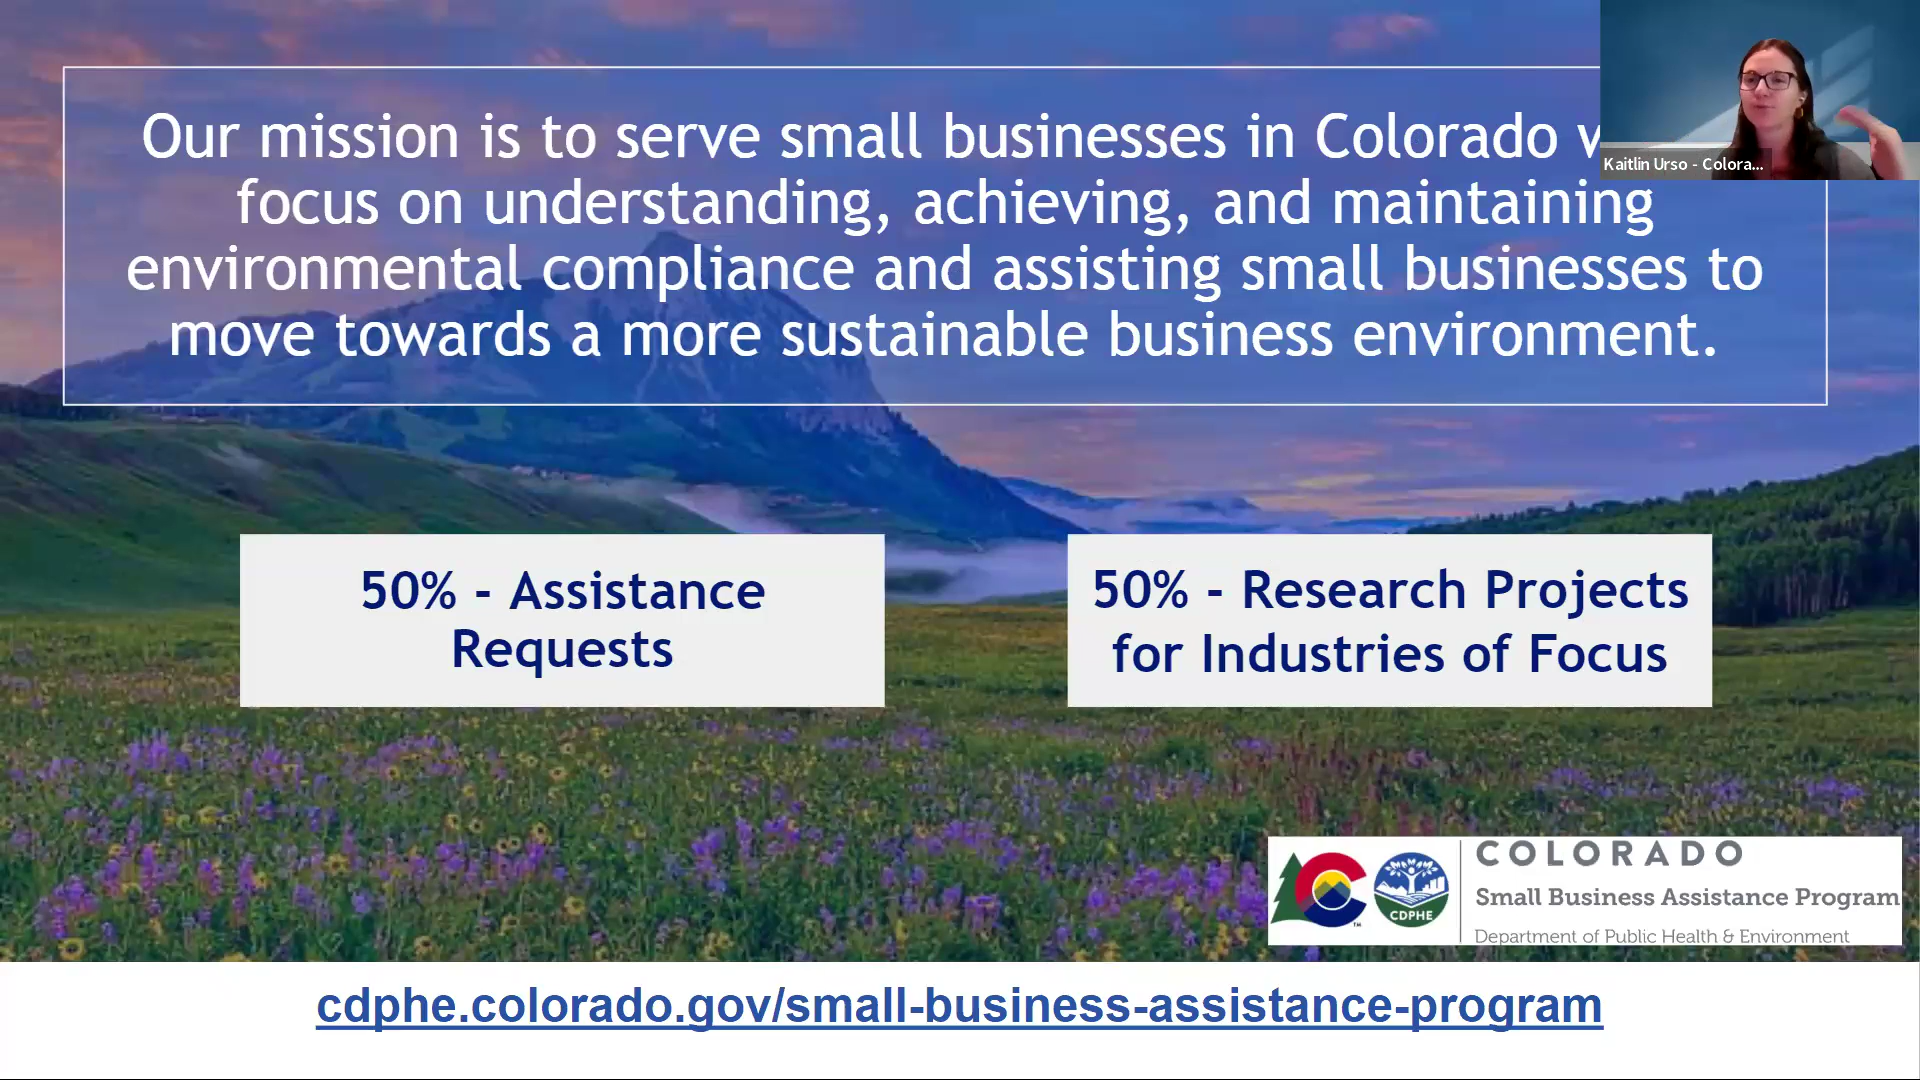 Our mission is to serve small businesses in Colorado
focus on understanding, achieving, and maintaining
environmental compliance and assisting small businesses to
move towards a more sustainable business environment.
Kaitlin Urso - Colora...
50% - Assistance
Requests
50% - Research Projects
for Industries of Focus
CDPHE
TM
COLORADO
Small Business Assistance Program
Department of Public Health & Environment
cdphe.colorado.gov/small-business-assistance-program